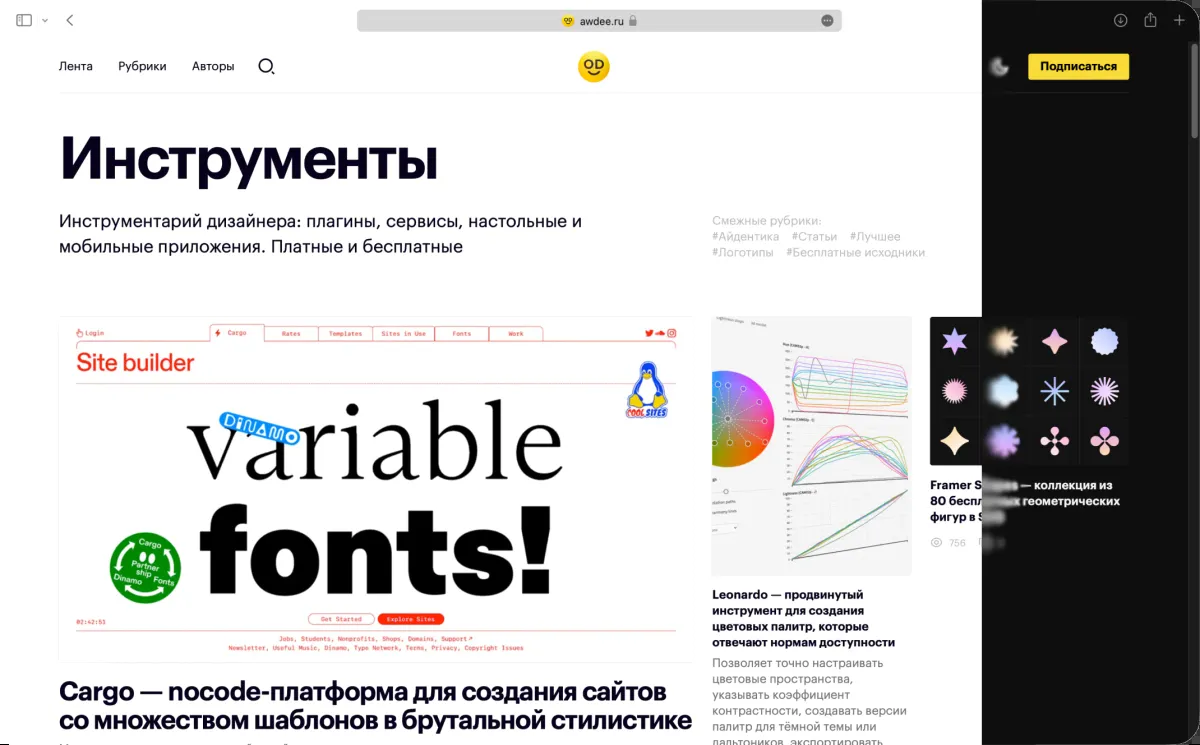 awdee.ru
Лента
Рубрики
Авторы
OD
Подписаться
Инструменты
Инструментарий дизайнера: плагины, сервисы, настольные и
мобильные приложения. Платные и бесплатные
Смежные рубрики:
#Айдентика #Статьи #Лучшее
#Логотипы #Бесплатные исходники
Login
Cargo
Rates
Templates
Sites in Use
Fonts
Work
Site builder
COOL SITES
DINAMO
variable
fonts!
Cargo
Partner
ship
Dinamo
Fonts
02:42:51
Get Started
Explore Sites
Jobs, Students, Nonprofits, Shops, Domains, Support↗
Newsletter, Useful Music, Dinamo, Type Network, Terms, Privacy, Copyright Issues
Cargo — nocode-платформа для создания сайтов
со множеством шаблонов в брутальной стилистике
Leonardo — продвинутый
инструмент для создания
цветовых палитр, которые
отвечают нормам доступности
Позволяет точно настраивать
цветовые пространства,
указывать коэффициент
контрастности, создавать версии
палитр для тёмной темы или
дальтоников, экспортировать
Framer — коллекция из
80 геометрических
фигур в
756